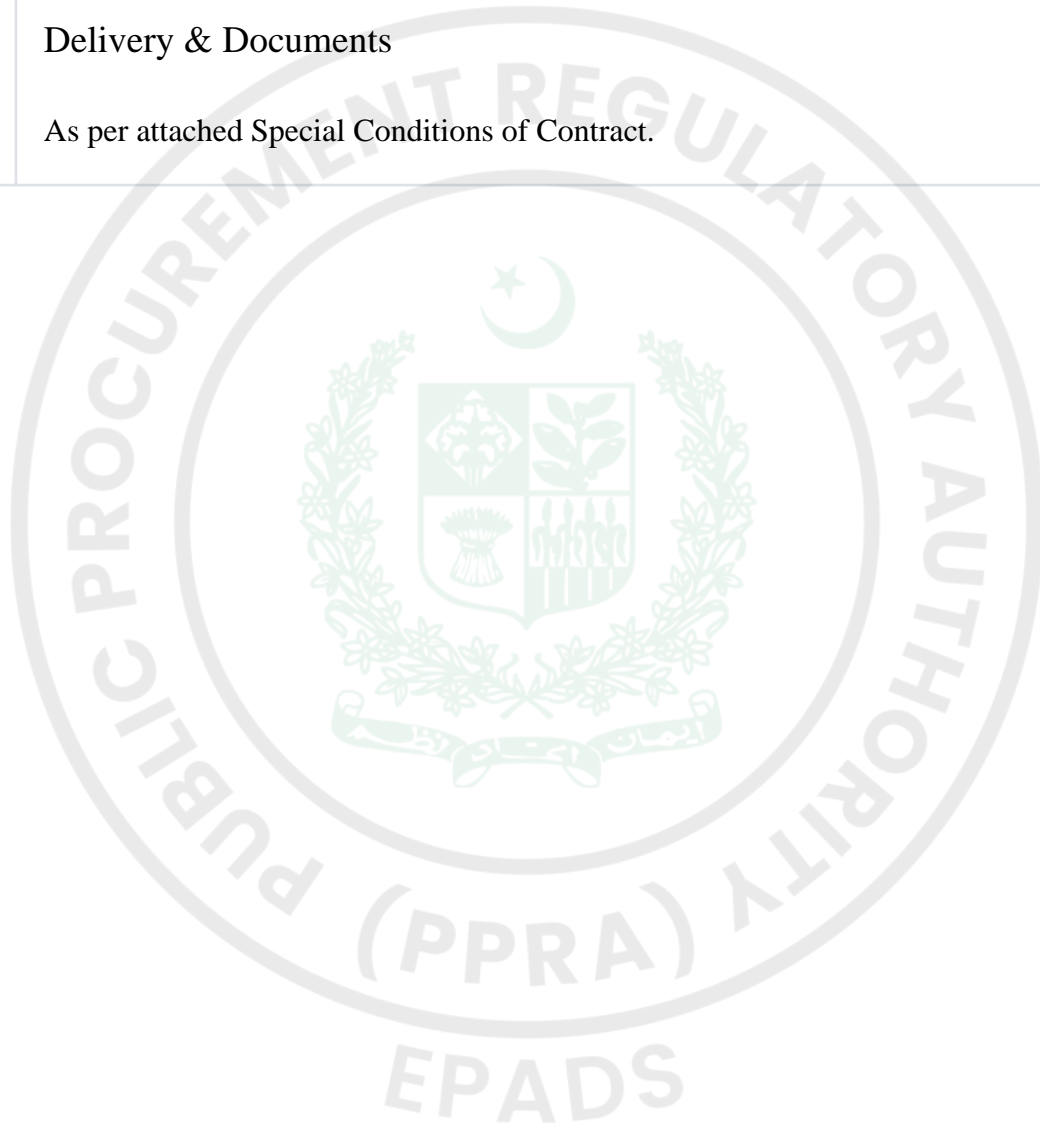 Delivery & Documents
As per attached Special Conditions of Contract.
PUBLIC PROCUREMENT REGULATORY AUTHORITY
(PPRA)
EPADS